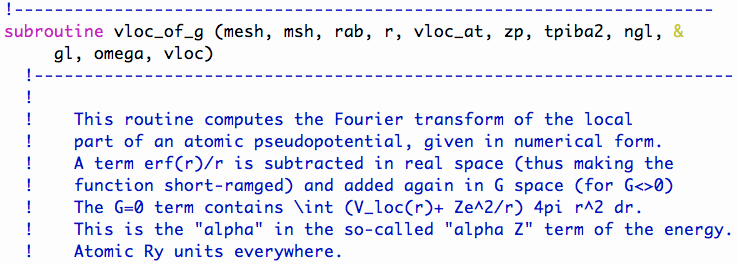 !----------------------------------------------------------------------
subroutine vloc_of_g (mesh, msh, rab, r, vloc_at, zp, tpiba2, ngl, &
     gl, omega, vloc)
  !----------------------------------------------------------------------
  !
  !    This routine computes the Fourier transform of the local
  !    part of an atomic pseudopotential, given in numerical form.
  !    A term erf(r)/r is subtracted in real space (thus making the
  !    function short-ramged) and added again in G space (for G<>0)
  !    The G=0 term contains \int (V_loc(r)+ Ze^2/r) 4pi r^2 dr.
  !    This is the "alpha" in the so-called "alpha Z" term of the energy.
  !    Atomic Ry units everywhere.